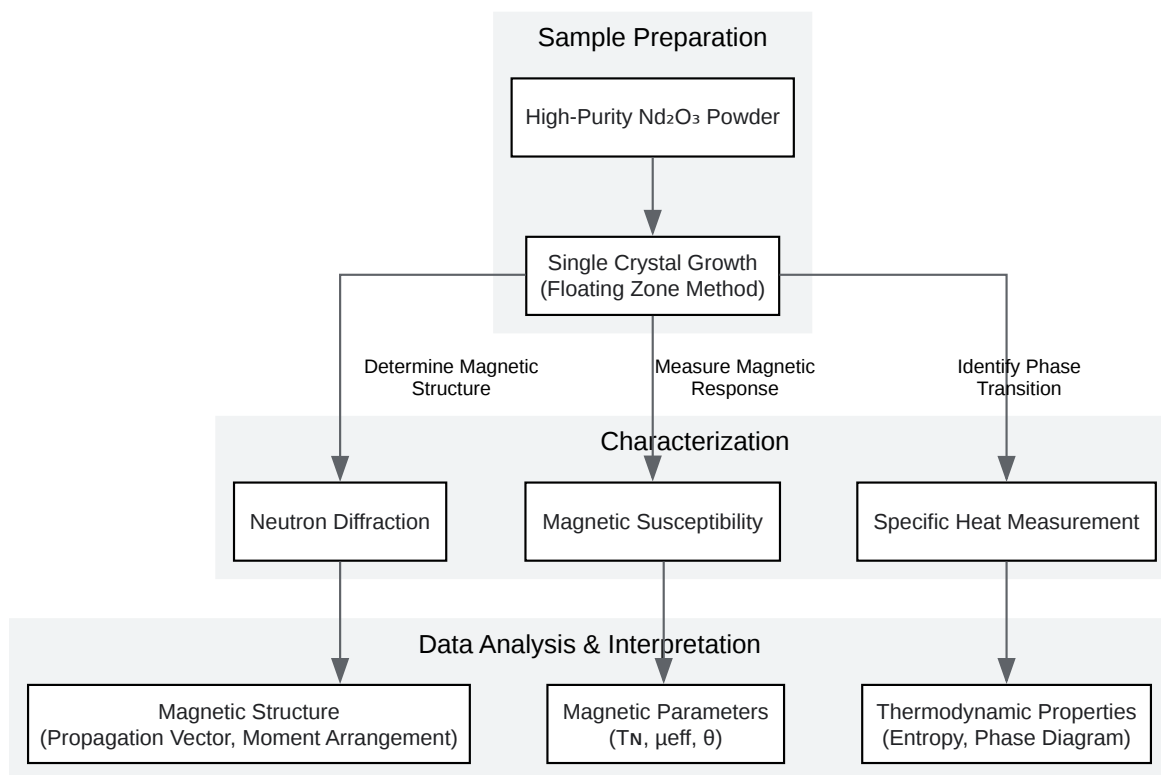 Sample Preparation
High-Purity Nd₂O₃ Powder
Single Crystal Growth
(Floating Zone Method)
Determine Magnetic
Structure
Measure Magnetic
Response
Identify Phase
Transition
Characterization
Neutron Diffraction
Magnetic Susceptibility
Specific Heat Measurement
Data Analysis & Interpretation
Magnetic Structure
(Propagation Vector, Moment Arrangement)
Magnetic Parameters
(Tɴ, μeff, θ)
Thermodynamic Properties
(Entropy, Phase Diagram)